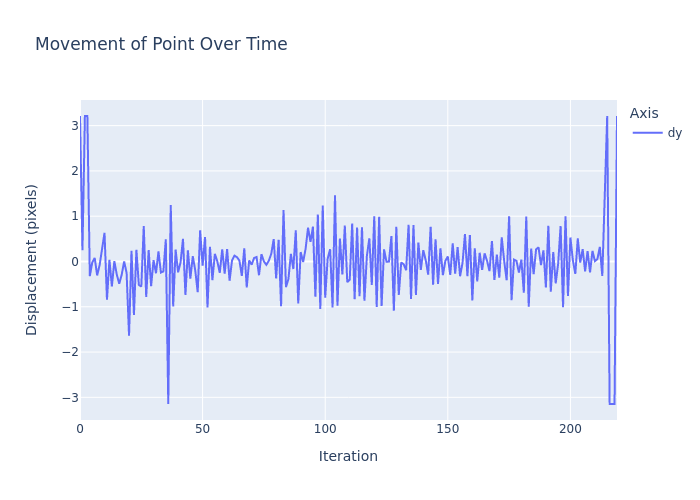 Movement of Point Over Time
Axis
dy
Displacement (pixels)
3
2
1
0
−1
−2
−3
0 50 100 150 200
Iteration